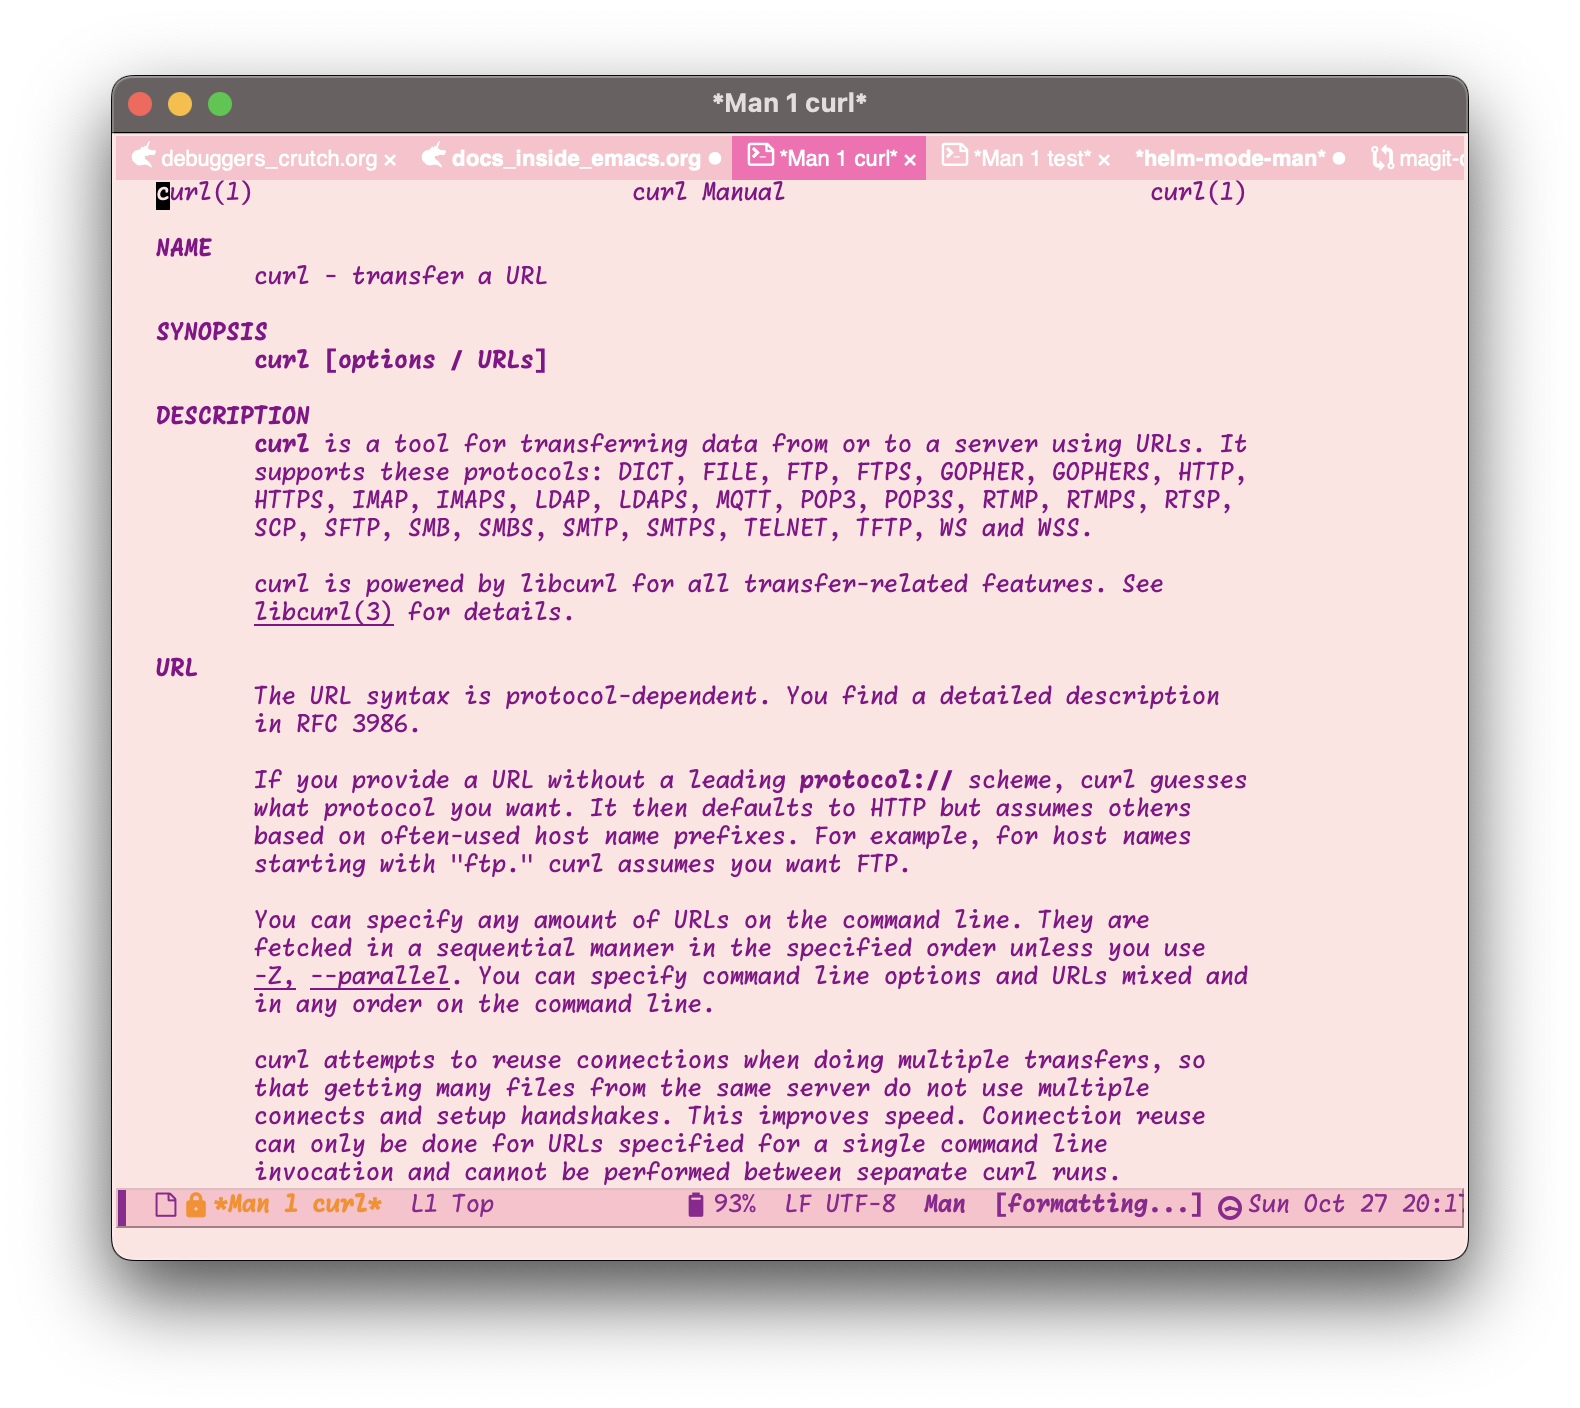 *Man 1 curl*
debuggers_crutch.org × docs_inside_emacs.org ● *Man 1 curl* × *Man 1 test* × *helm-mode-man* ● magit-
curl(1) curl Manual curl(1)
NAME
curl - transfer a URL
SYNOPSIS
curl [options / URLs]
DESCRIPTION
curl is a tool for transferring data from or to a server using URLs. It
supports these protocols: DICT, FILE, FTP, FTPS, GOPHER, GOPHERS, HTTP,
HTTPS, IMAP, IMAPS, LDAP, LDAPS, MQTT, POP3, POP3S, RTMP, RTMPS, RTSP,
SCP, SFTP, SMB, SMBS, SMTP, SMTPS, TELNET, TFTP, WS and WSS.
curl is powered by libcurl for all transfer-related features. See
libcurl(3) for details.
URL
The URL syntax is protocol-dependent. You find a detailed description
in RFC 3986.
If you provide a URL without a leading protocol:// scheme, curl guesses
what protocol you want. It then defaults to HTTP but assumes others
based on often-used host name prefixes. For example, for host names
starting with "ftp." curl assumes you want FTP.
You can specify any amount of URLs on the command line. They are
fetched in a sequential manner in the specified order unless you use
-Z, --parallel. You can specify command line options and URLs mixed and
in any order on the command line.
curl attempts to reuse connections when doing multiple transfers, so
that getting many files from the same server do not use multiple
connects and setup handshakes. This improves speed. Connection reuse
can only be done for URLs specified for a single command line
invocation and cannot be performed between separate curl runs.
*Man 1 curl* L1 Top 93% LF UTF-8 Man [formatting...] Sun Oct 27 20:1